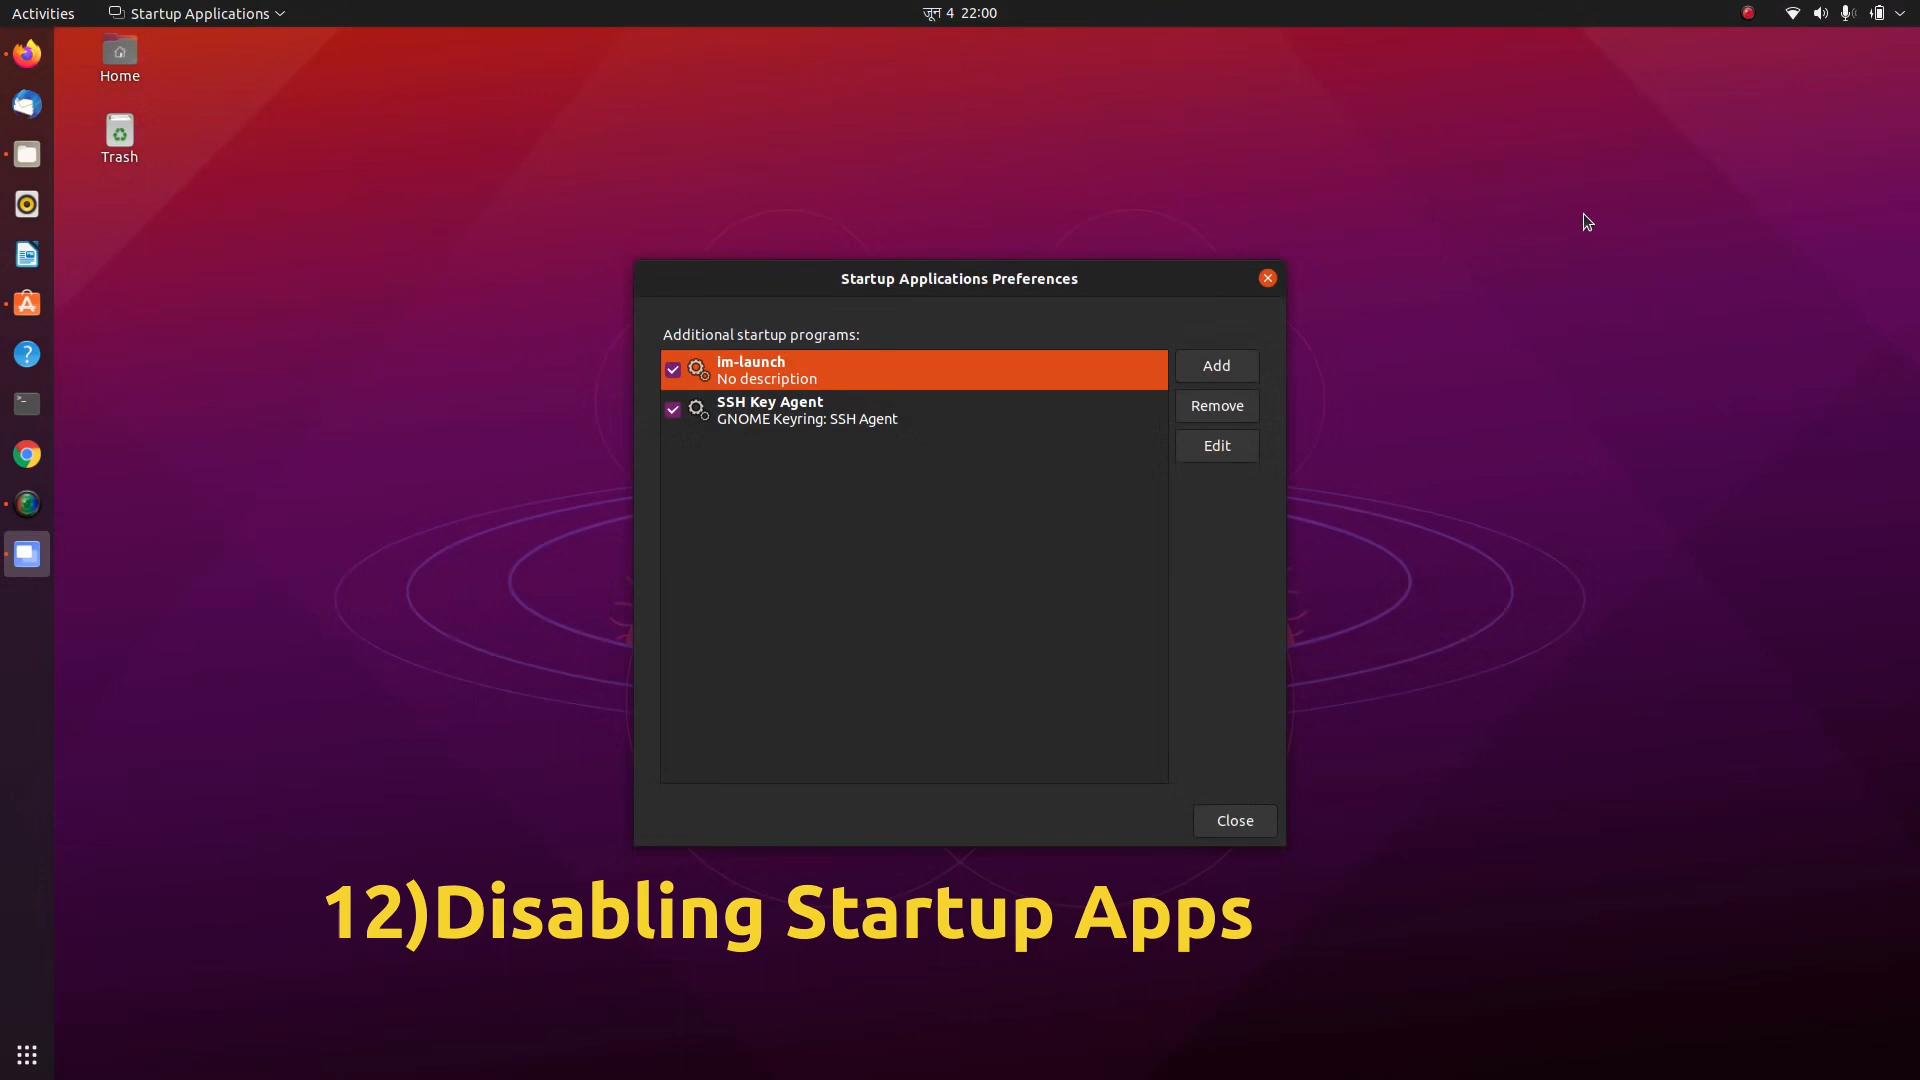 Activities
Startup Applications
जून 4 22:00
Home
Trash
Startup Applications Preferences
Additional startup programs:
im-launch
No description
SSH Key Agent
GNOME Keyring: SSH Agent
Add
Remove
Edit
Close
12)Disabling Startup Apps